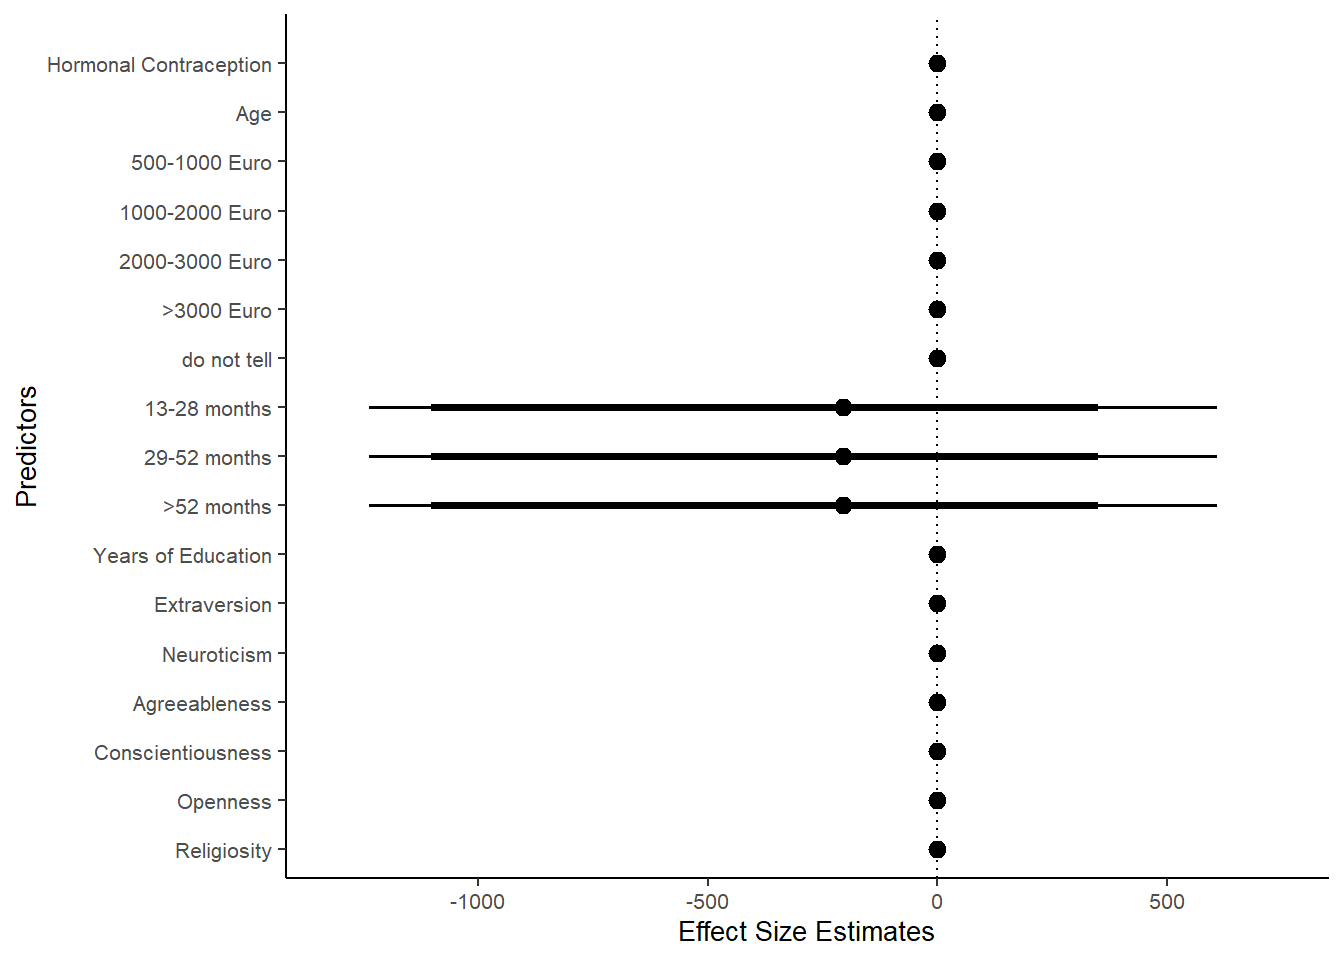 Hormonal Contraception
Age
500-1000 Euro
1000-2000 Euro
2000-3000 Euro
>3000 Euro
do not tell
13-28 months
29-52 months
>52 months
Years of Education
Extraversion
Neuroticism
Agreeableness
Conscientiousness
Openness
Religiosity
Predictors
-1000 -500 0 500
Effect Size Estimates